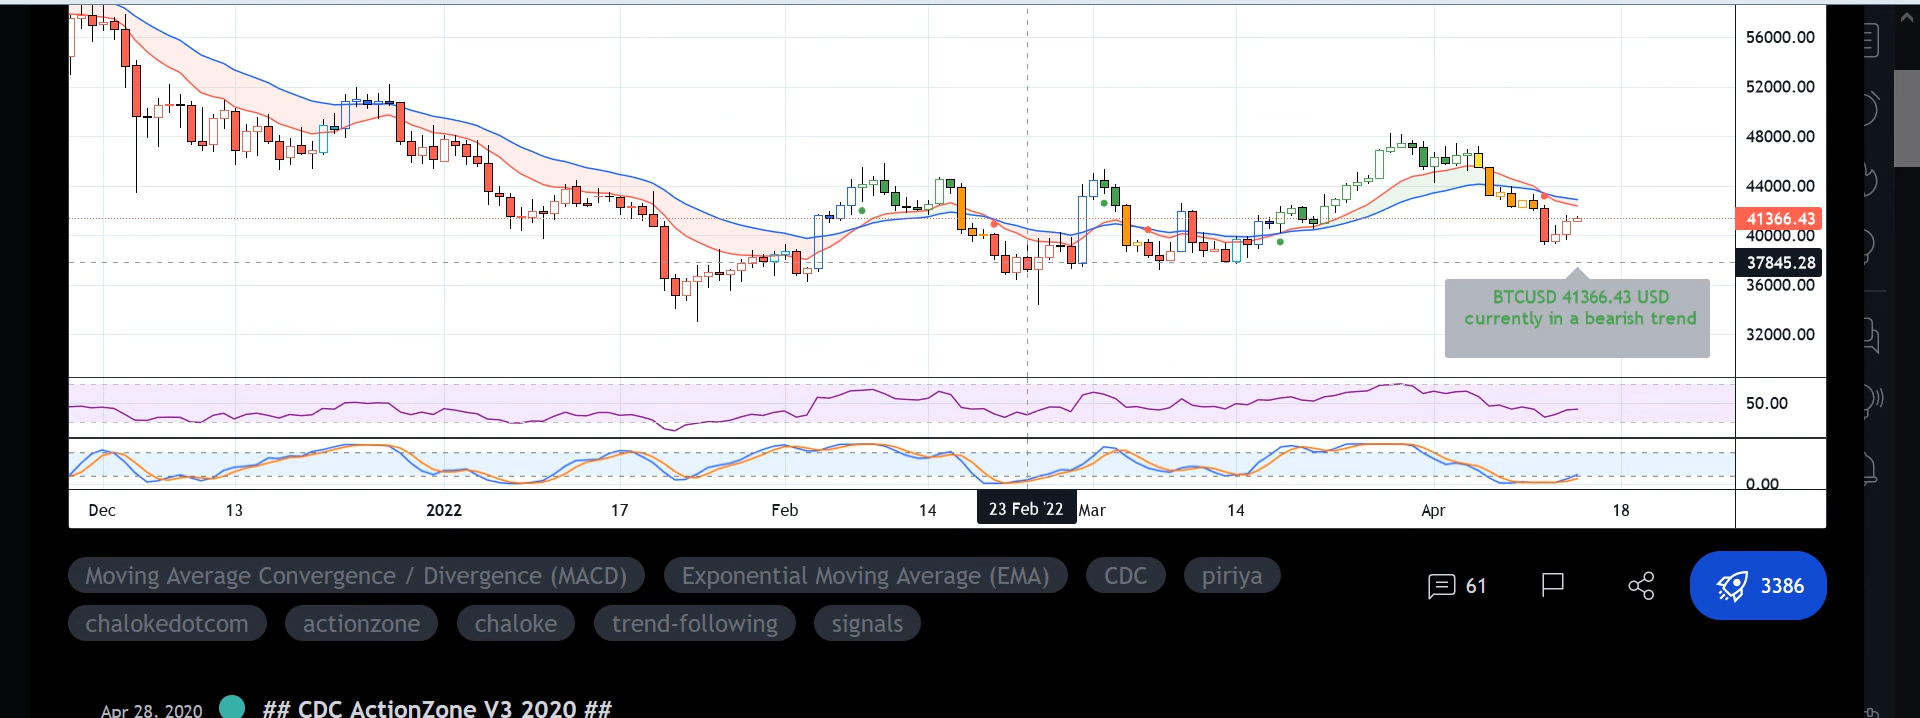 56000.00
52000.00
48000.00
44000.00
41366.43
40000.00
37845.28
36000.00
32000.00
BTCUSD 41366.43 USD
currently in a bearish trend
50.00
0.00
Dec 13 2022 17 Feb 14 23 Feb '22 Mar 14 Apr 18
Moving Average Convergence / Divergence (MACD) Exponential Moving Average (EMA) CDC piriya
61 3386
chalokedotcom actionzone chaloke trend-following signals
Apr 28, 2020 ## CDC ActionZone V3 2020 ##